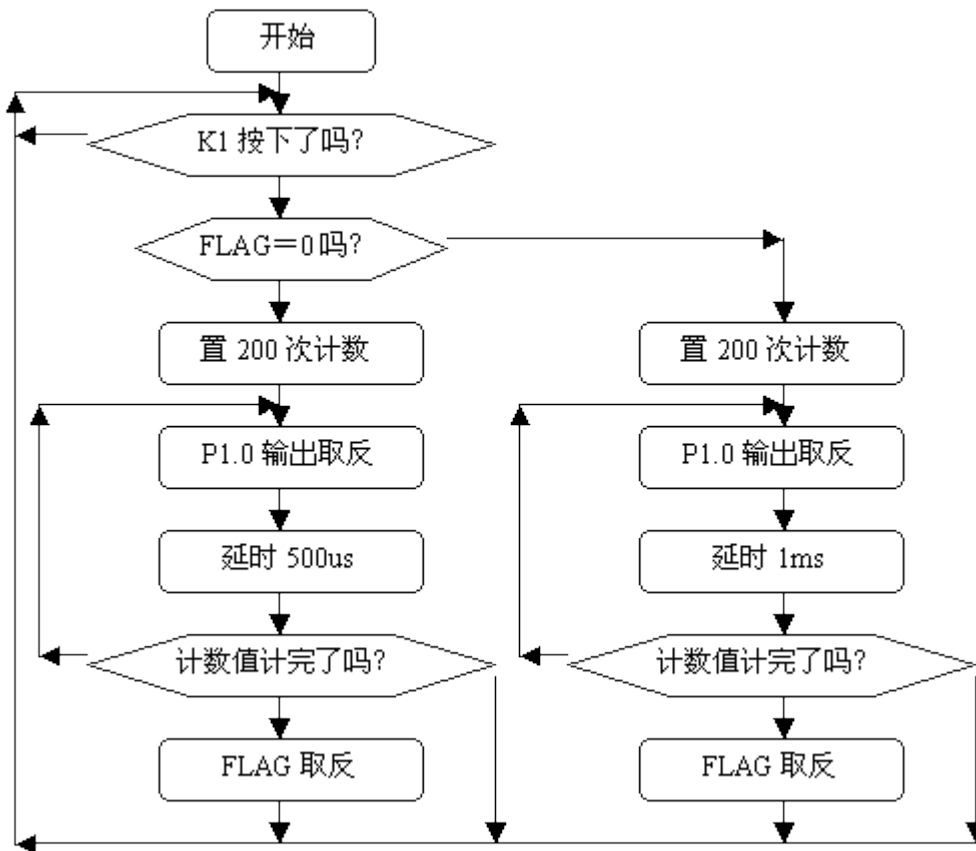 开始
K1 按下了吗?
FLAG＝0 吗?
置 200 次计数
P1.0 输出取反
延时 500us
计数值计完了吗?
FLAG 取反
置 200 次计数
P1.0 输出取反
延时 1ms
计数值计完了吗?
FLAG 取反